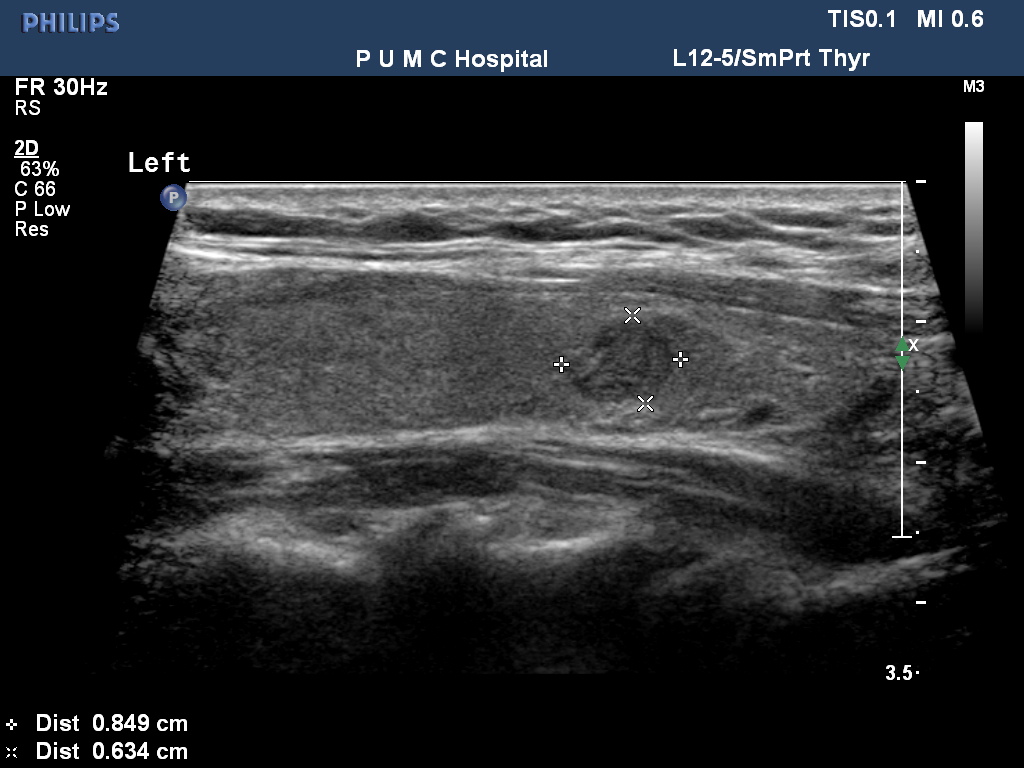 PHILIPS
TIS0.1 MI 0.6
P U M C Hospital
L12-5/SmPrt Thyr
FR 30Hz
RS
M3
2D
63%
C 66
P Low
Res
Left
P
x
3.5
Dist 0.849 cm
Dist 0.634 cm